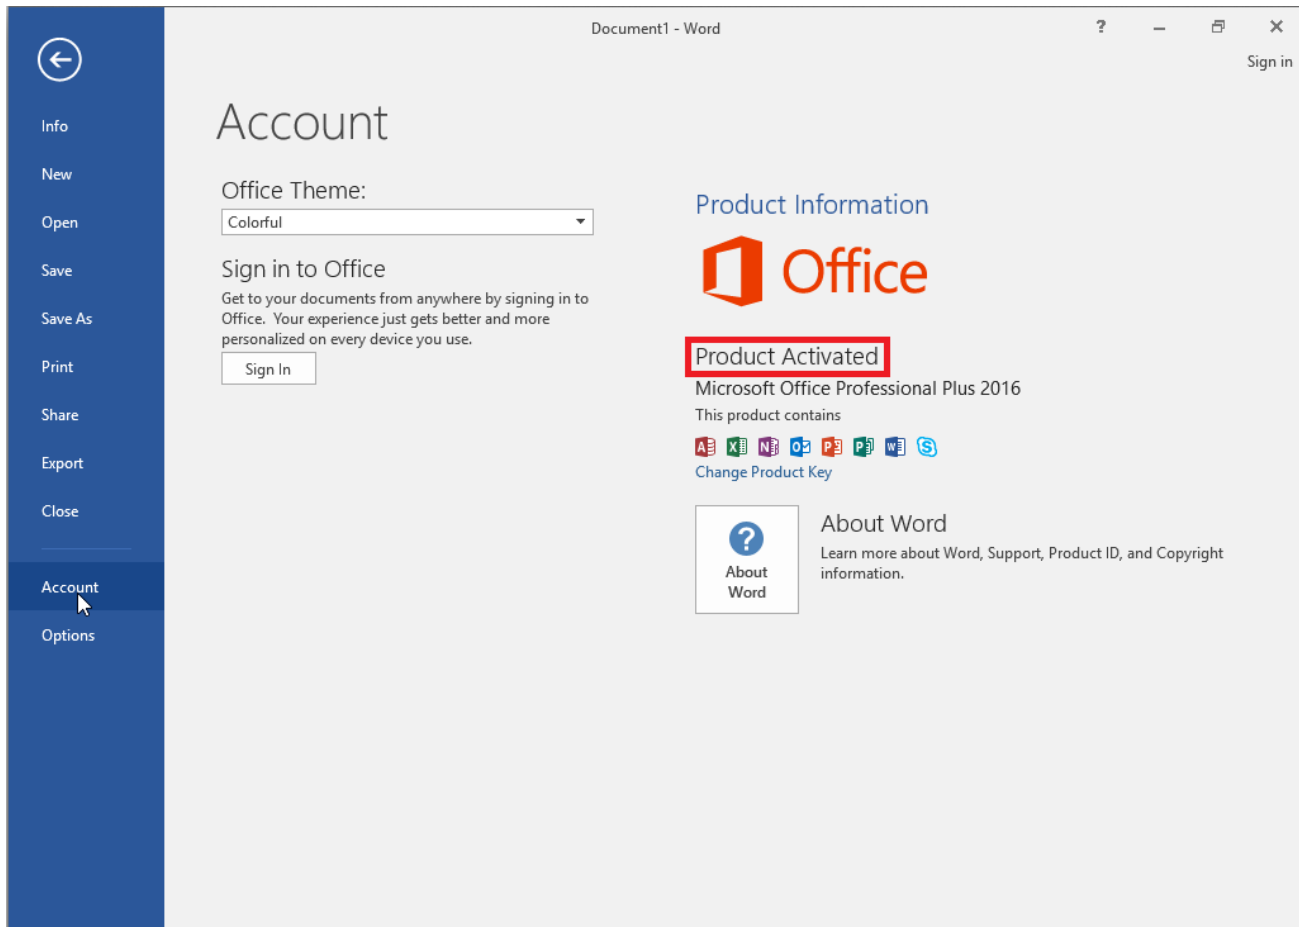 Document1 - Word
?
Sign in
Info
New
Open
Save
Save As
Print
Share
Export
Close
Account
Options
Account
Office Theme:
Colorful
Sign in to Office
Get to your documents from anywhere by signing in to
Office. Your experience just gets better and more
personalized on every device you use.
Sign In
Product Information
Office
Product Activated
Microsoft Office Professional Plus 2016
This product contains
A X N O P P W S
Change Product Key
?
About
Word
About Word
Learn more about Word, Support, Product ID, and Copyright
information.